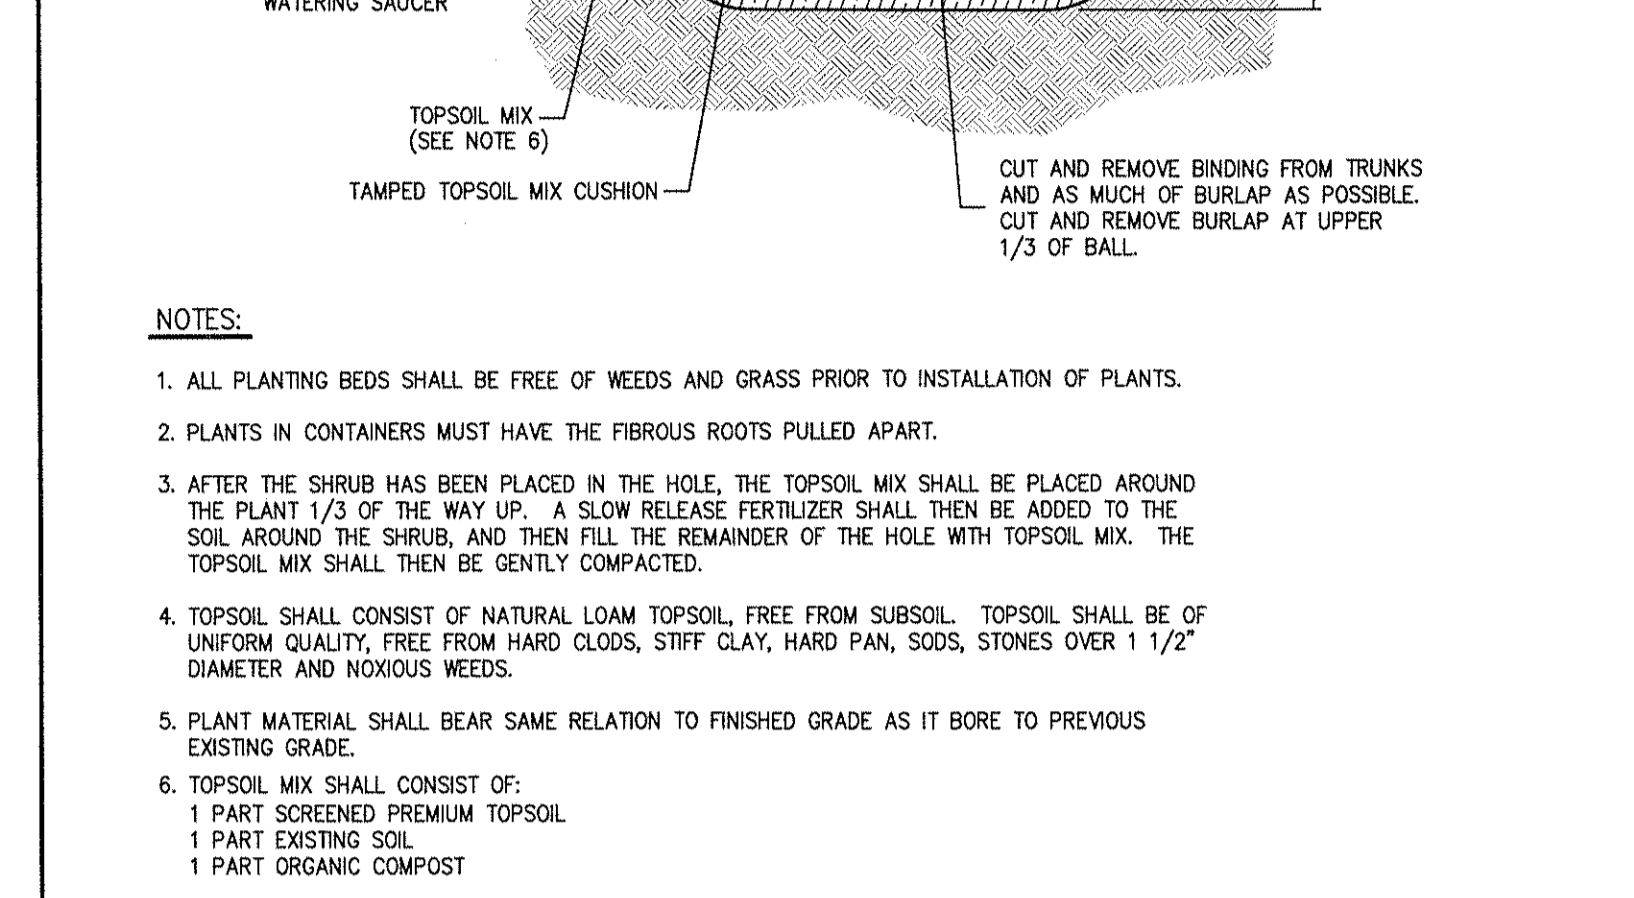 WATERING SAUCER
TOPSOIL MIX
(SEE NOTE 6)
TAMPED TOPSOIL MIX CUSHION
CUT AND REMOVE BINDING FROM TRUNKS
AND AS MUCH OF BURLAP AS POSSIBLE.
CUT AND REMOVE BURLAP AT UPPER
1/3 OF BALL.
NOTES:
1. ALL PLANTING BEDS SHALL BE FREE OF WEEDS AND GRASS PRIOR TO INSTALLATION OF PLANTS.
2. PLANTS IN CONTAINERS MUST HAVE THE FIBROUS ROOTS PULLED APART.
3. AFTER THE SHRUB HAS BEEN PLACED IN THE HOLE, THE TOPSOIL MIX SHALL BE PLACED AROUND
THE PLANT 1/3 OF THE WAY UP. A SLOW RELEASE FERTILIZER SHALL THEN BE ADDED TO THE
SOIL AROUND THE SHRUB, AND THEN FILL THE REMAINDER OF THE HOLE WITH TOPSOIL MIX. THE
TOPSOIL MIX SHALL THEN BE GENTLY COMPACTED.
4. TOPSOIL SHALL CONSIST OF NATURAL LOAM TOPSOIL, FREE FROM SUBSOIL. TOPSOIL SHALL BE OF
UNIFORM QUALITY, FREE FROM HARD CLODS, STIFF CLAY, HARD PAN, SODS, STONES OVER 1 1/2"
DIAMETER AND NOXIOUS WEEDS.
5. PLANT MATERIAL SHALL BEAR SAME RELATION TO FINISHED GRADE AS IT BORE TO PREVIOUS
EXISTING GRADE.
6. TOPSOIL MIX SHALL CONSIST OF:
1 PART SCREENED PREMIUM TOPSOIL
1 PART EXISTING SOIL
1 PART ORGANIC COMPOST